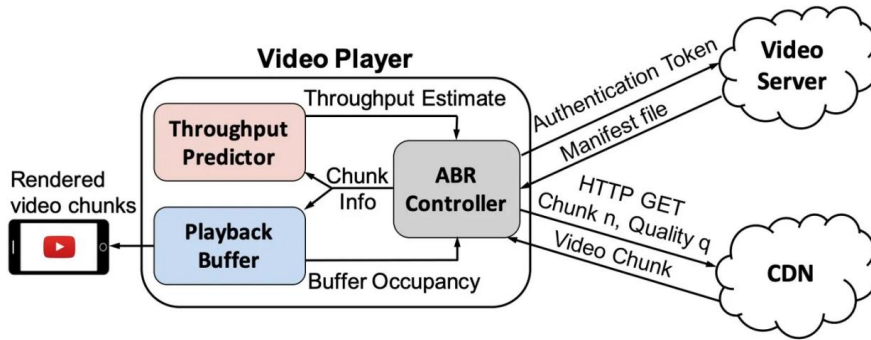 Video Player
Throughput Estimate
Throughput
Predictor
Chunk
Info
ABR
Controller
Playback
Buffer
Buffer Occupancy
Rendered
video chunks
Authentication Token
Manifest file
Video
Server
HTTP GET
Chunk n, Quality q
Video Chunk
CDN